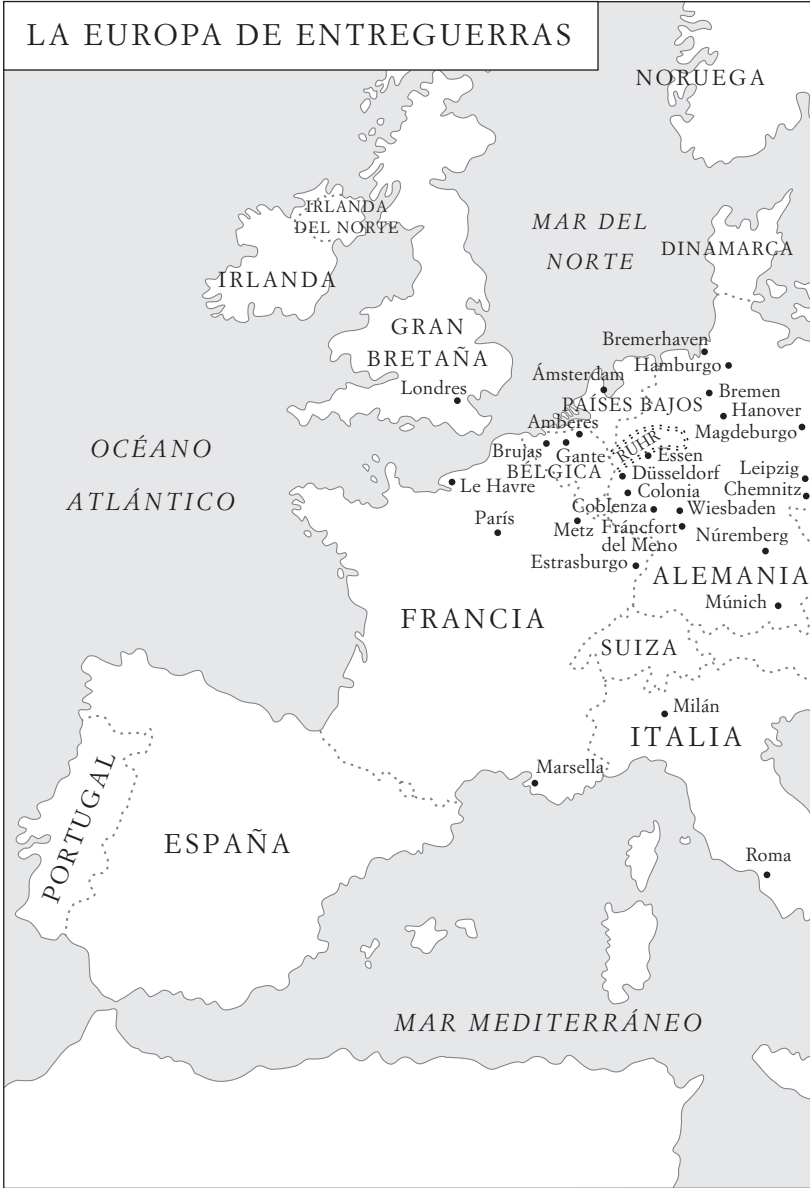 LA EUROPA DE ENTREGUERRAS
NORUEGA
IRLANDA
DEL NORTE
MAR DEL
NORTE
DINAMARCA
IRLANDA
GRAN
BRETAÑA
Londres
Bremerhaven
Hamburgo
Ámsterdam
Bremen
PAÍSES BAJOS
Hanover
Amberes
Magdeburgo
OCÉANO
ATLÁNTICO
Brujas
Gante
RUHR
Essen
BÉLGICA
Düsseldorf
Leipzig
Le Havre
Colonia
Chemnitz
Coblenza
Wiesbaden
París
Metz
Fráncfort
del Meno
Núremberg
Estrasburgo
ALEMANIA
Múnich
FRANCIA
SUIZA
Milán
ITALIA
Marsella
PORTUGAL
ESPAÑA
Roma
MAR MEDITERRÁNEO